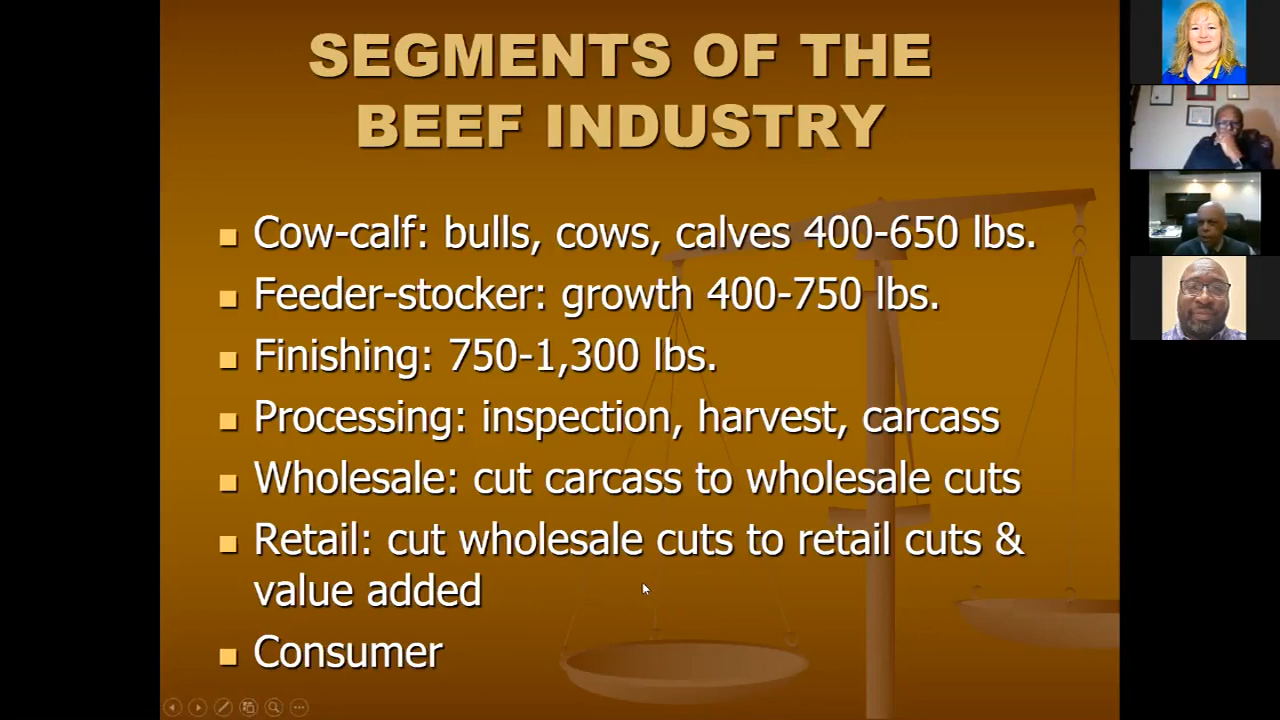 SEGMENTS OF THE
BEEF INDUSTRY
Cow-calf: bulls, cows, calves 400-650 lbs.
Feeder-stocker: growth 400-750 lbs.
Finishing: 750-1,300 lbs.
Processing: inspection, harvest, carcass
Wholesale: cut carcass to wholesale cuts
Retail: cut wholesale cuts to retail cuts &
value added
Consumer